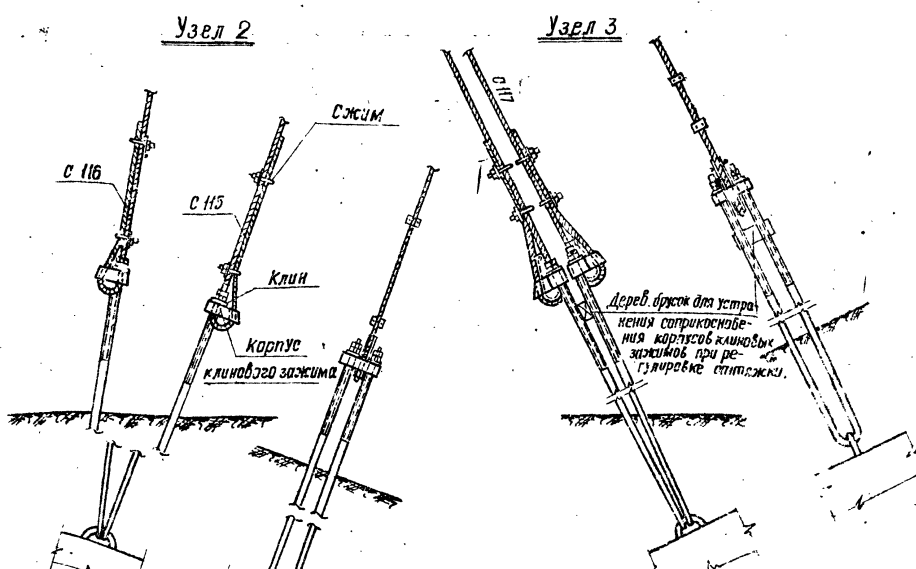 Узел 2
Узел 3
С 117
Сжим
С 116
С 115
Клин
Корпус
клинового зажима
Дерев. брусок для устра-
нения соприкоснове-
ния корпусов клиновых
зажимов при ре-
гулировке оттяжки.